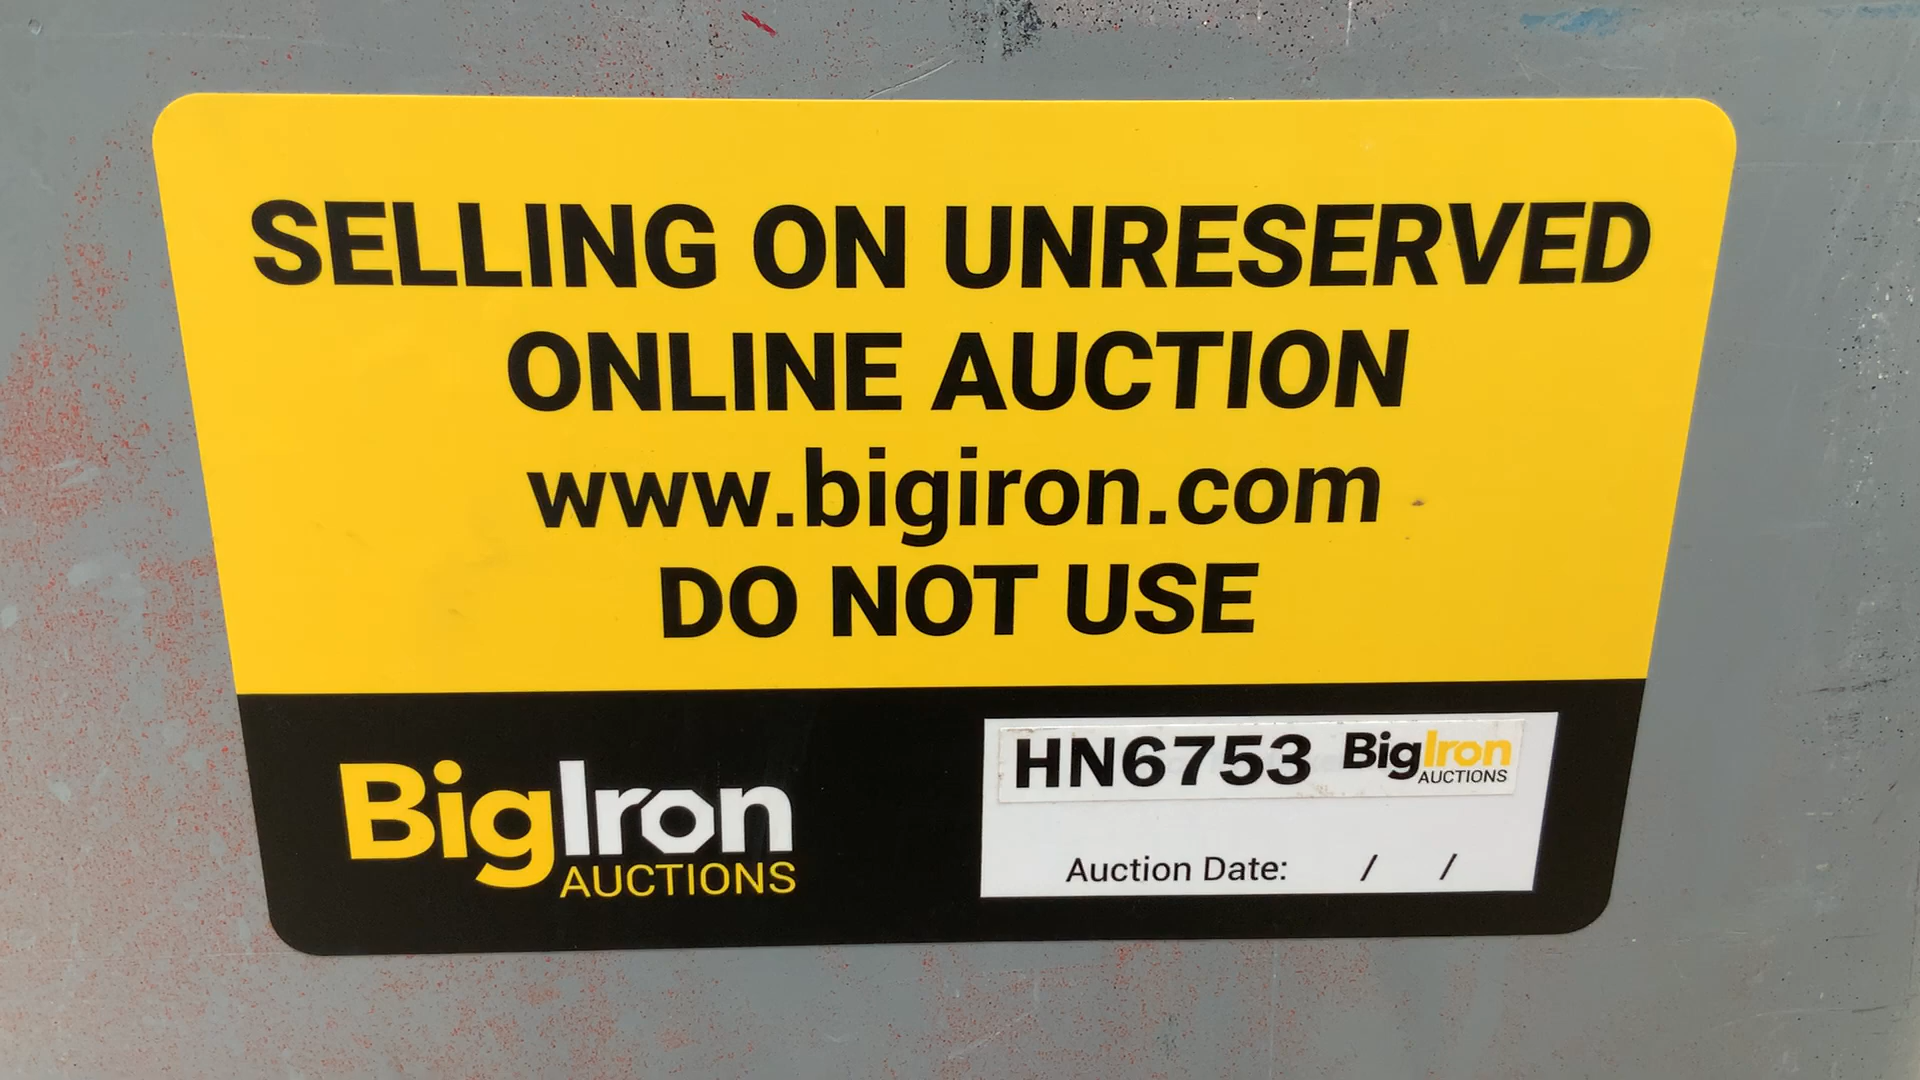 SELLING ON UNRESERVED
ONLINE AUCTION
www.bigiron.com
DO NOT USE
BigIron
AUCTIONS
HN6753 BigIron
AUCTIONS
Auction Date: / /